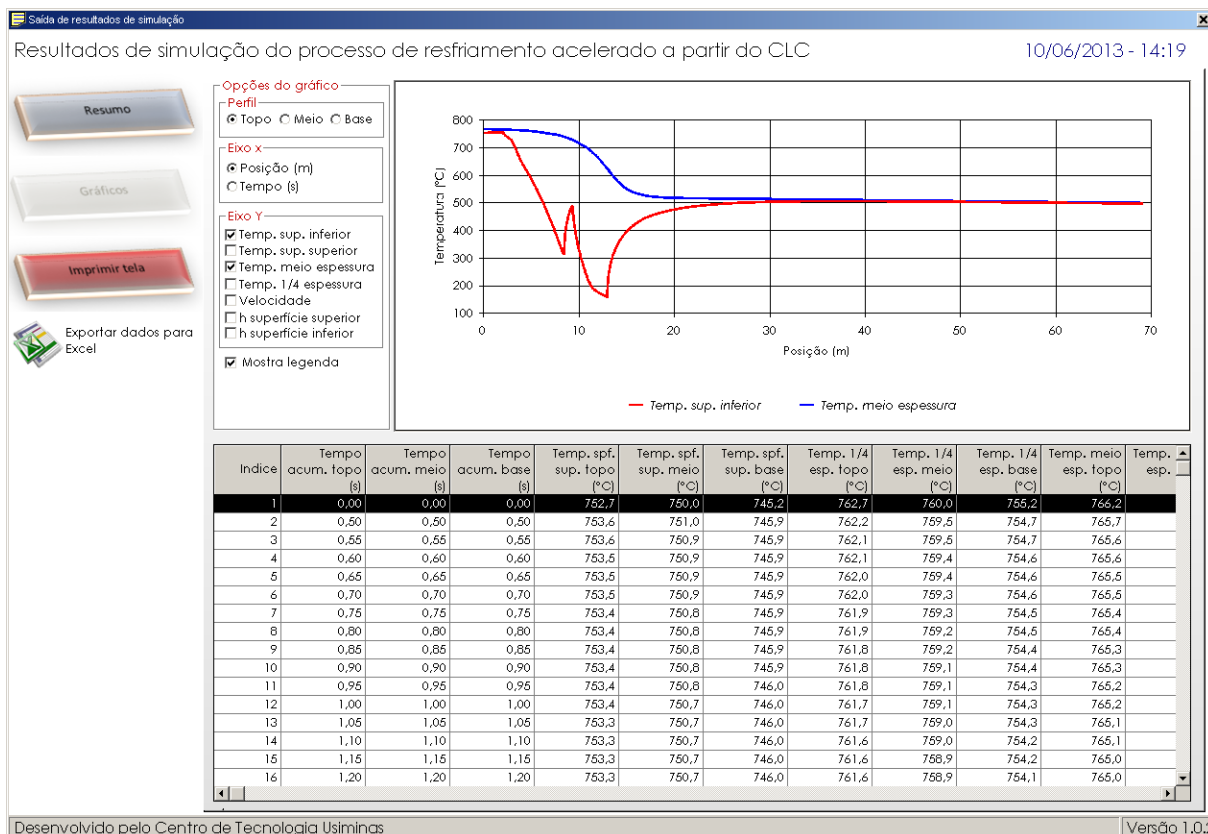 Saída de resultados de simulação
Resultados de simulação do processo de resfriamento acelerado a partir do CLC
10/06/2013 - 14:19
Resumo
Gráficos
Imprimir tela
Exportar dados para
Excel
Opções do gráfico
Perfil
Topo Meio Base
Eixo x
Posição (m)
Tempo (s)
Eixo Y
Temp. sup. inferior
Temp. sup. superior
Temp. meio espessura
Temp. 1/4 espessura
Velocidade
h superfície superior
h superfície inferior
Mostra legenda
Temperatura (°C)
800
700
600
500
400
300
200
100
0 10 20 30 40 50 60 70
Posição (m)
Temp. sup. inferior Temp. meio espessura
Tempo Tempo Tempo Temp. spf. Temp. spf. Temp. spf. Temp. 1/4 Temp. 1/4 Temp. 1/4 Temp. meio Temp.
Indice acum. topo acum. meio acum. base sup. topo sup. meio sup. base esp. topo esp. meio esp. base esp. topo esp.
(s) (s) (s) (°C) (°C) (°C) (°C) (°C) (°C) (°C)
1 0,00 0,00 0,00 752,7 750,0 745,2 762,7 760,0 755,2 766,2
2 0,50 0,50 0,50 753,6 751,0 745,9 762,2 759,5 754,7 765,7
3 0,55 0,55 0,55 753,6 750,9 745,9 762,1 759,5 754,7 765,6
4 0,60 0,60 0,60 753,5 750,9 745,9 762,1 759,4 754,6 765,6
5 0,65 0,65 0,65 753,5 750,9 745,9 762,0 759,4 754,6 765,5
6 0,70 0,70 0,70 753,5 750,9 745,9 762,0 759,3 754,6 765,5
7 0,75 0,75 0,75 753,4 750,8 745,9 761,9 759,3 754,5 765,4
8 0,80 0,80 0,80 753,4 750,8 745,9 761,9 759,2 754,5 765,4
9 0,85 0,85 0,85 753,4 750,8 745,9 761,8 759,2 754,4 765,3
10 0,90 0,90 0,90 753,4 750,8 745,9 761,8 759,1 754,4 765,3
11 0,95 0,95 0,95 753,4 750,8 746,0 761,8 759,1 754,3 765,2
12 1,00 1,00 1,00 753,4 750,7 746,0 761,7 759,1 754,3 765,2
13 1,05 1,05 1,05 753,3 750,7 746,0 761,7 759,0 754,3 765,1
14 1,10 1,10 1,10 753,3 750,7 746,0 761,6 759,0 754,2 765,1
15 1,15 1,15 1,15 753,3 750,7 746,0 761,6 758,9 754,2 765,0
16 1,20 1,20 1,20 753,3 750,7 746,0 761,6 758,9 754,1 765,0
Desenvolvido pelo Centro de Tecnologia Usiminas
Versão 1.0.